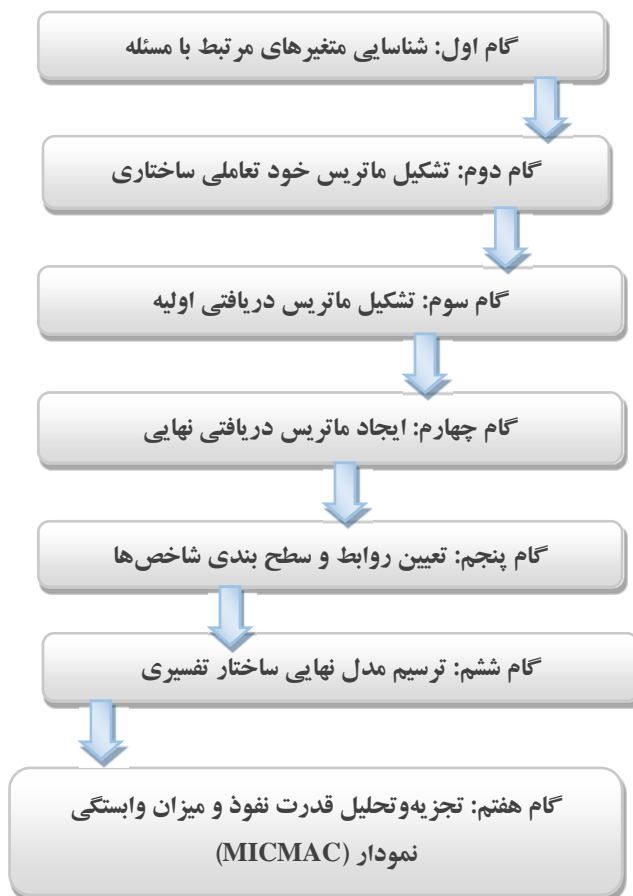 گام اول: شناسایی متغیرهای مرتبط با مسئله
گام دوم: تشکیل ماتریس خود تعاملی ساختاری
گام سوم: تشکیل ماتریس دریافتی اولیه
گام چهارم: ایجاد ماتریس دریافتی نهایی
گام پنجم: تعیین روابط و سطح بندی شاخص‌ها
گام ششم: ترسیم مدل نهایی ساختار تفسیری
گام هفتم: تجزیه‌وتحلیل قدرت نفوذ و میزان وابستگی
نمودار (MICMAC)